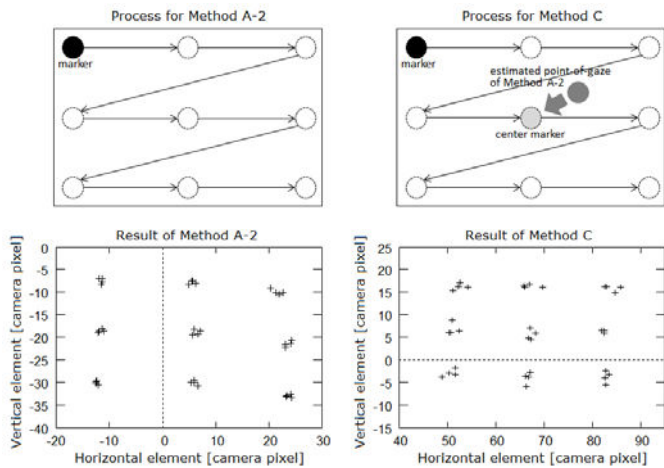 Process for Method A-2
marker
Process for Method C
marker
estimated point-of-gaze
of Method A-2
center marker
Result of Method A-2
Vertical element [camera pixel]
0
-5
-10
-15
-20
-25
-30
-35
-40
-20
-10
0
10
20
30
Horizontal element [camera pixel]
Result of Method C
Vertical element [camera pixel]
25
20
15
10
5
0
-5
-10
-15
40
50
60
70
80
90
Horizontal element [camera pixel]